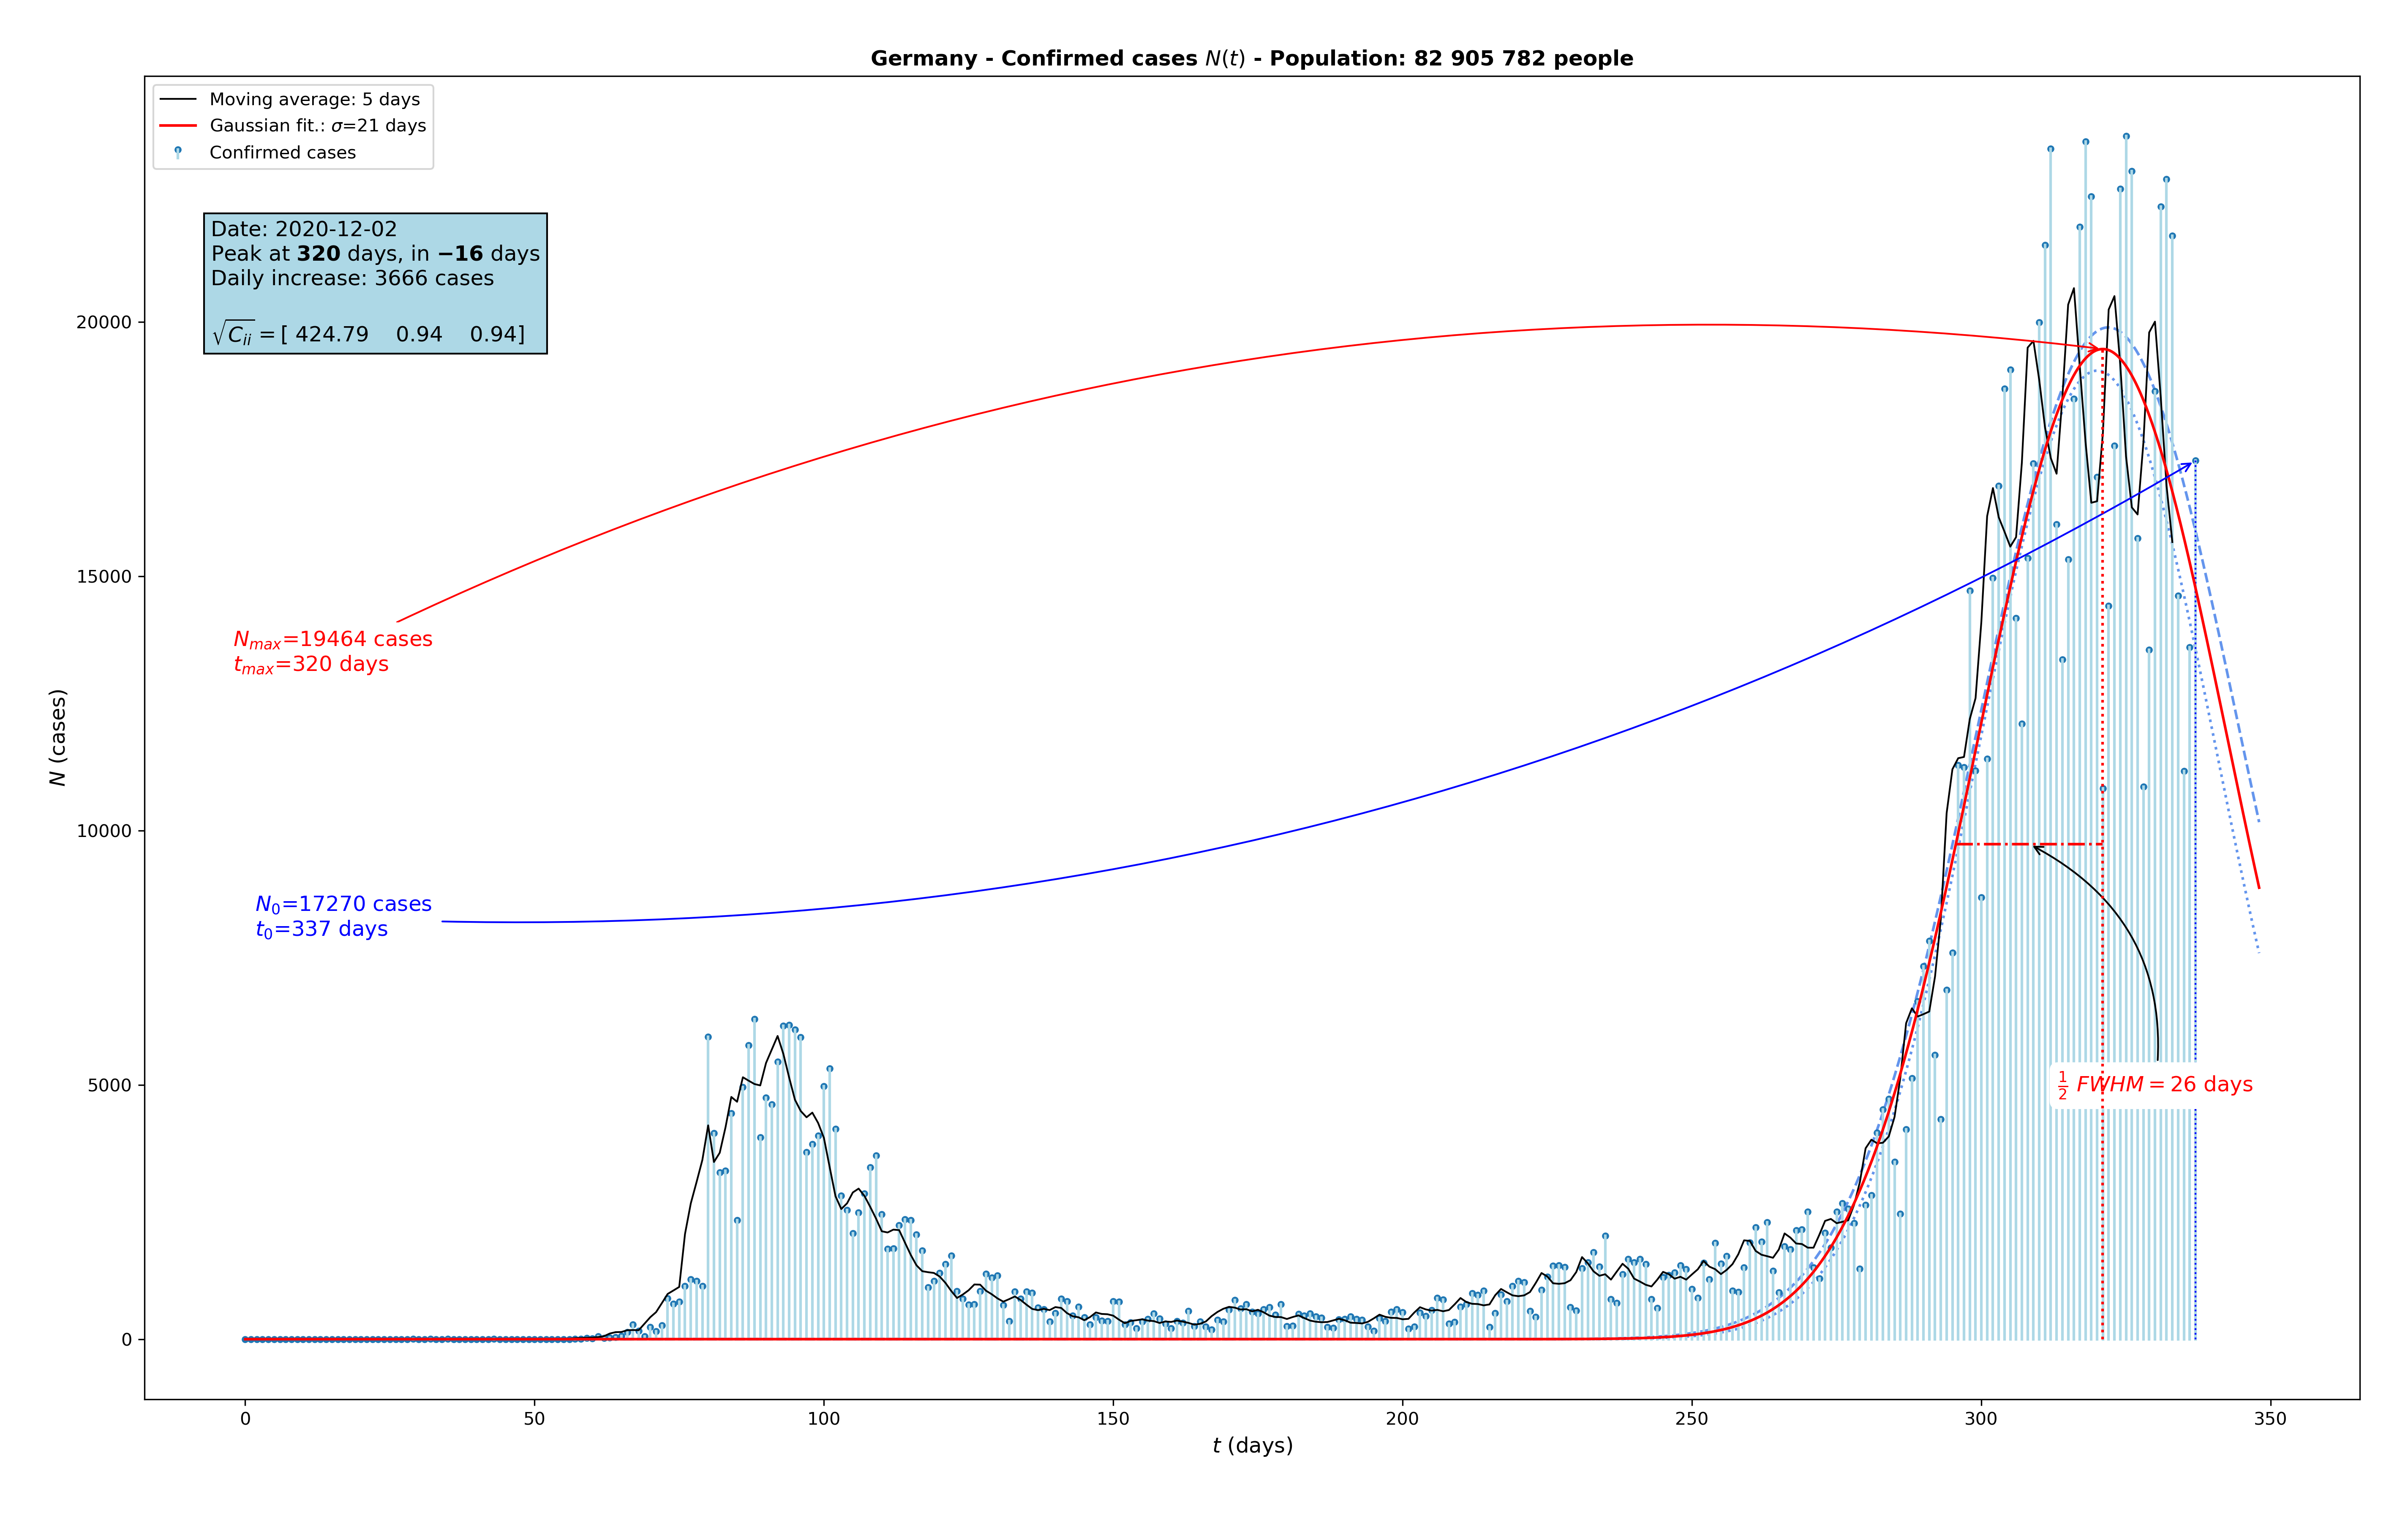 Germany - Confirmed cases N(t) - Population: 82 905 782 people
Moving average: 5 days
Gaussian fit.: σ=21 days
Confirmed cases
Date: 2020-12-02
Peak at 320 days, in −16 days
Daily increase: 3666 cases
√C_ii = [ 424.79 0.94 0.94]
N_max=19464 cases
t_max=320 days
N_0=17270 cases
t_0=337 days
1/2 FWHM = 26 days
N (cases)
20000
15000
10000
5000
0
0 50 100 150 200 250 300 350
t (days)